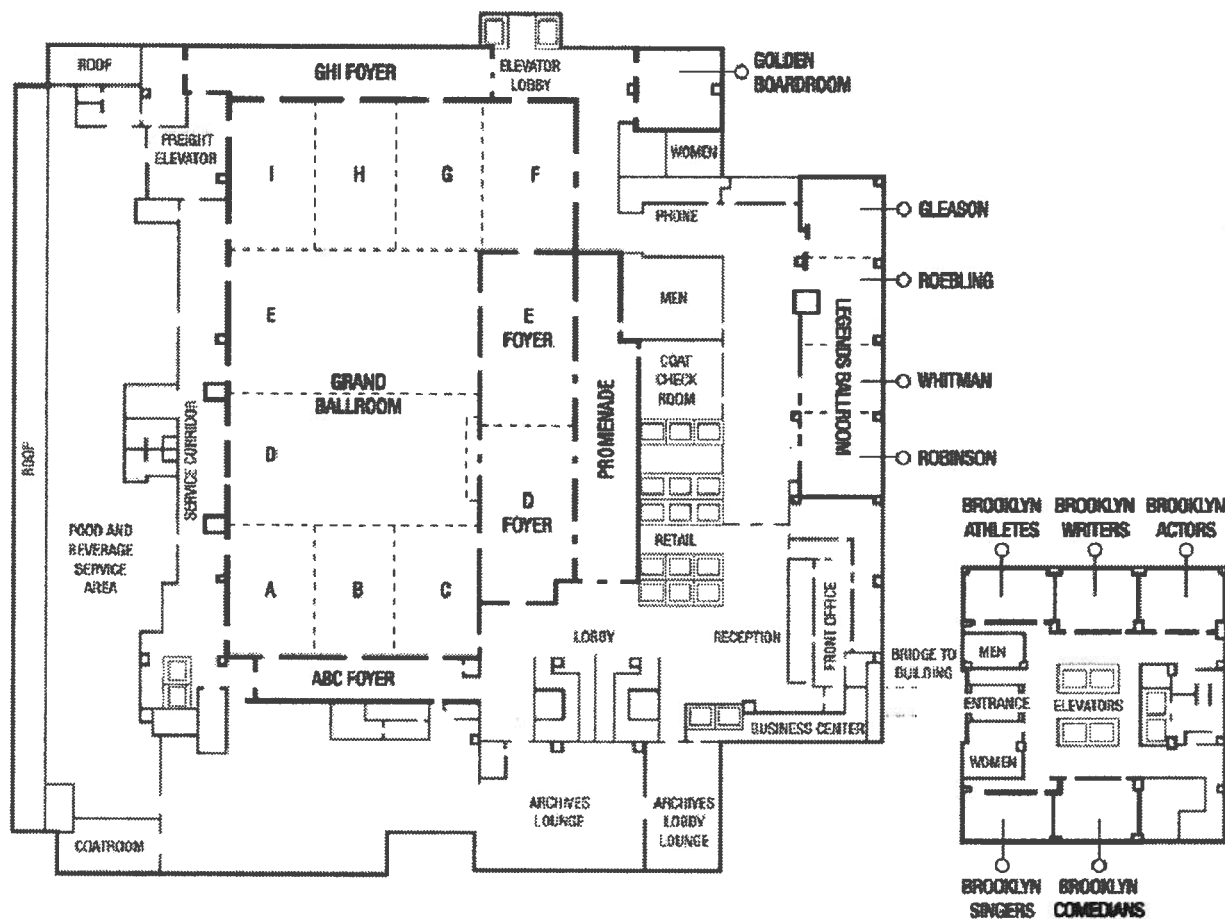 ROOF
GHI FOYER
ELEVATOR
LOBBY
GOLDEN
BOARDROOM
FREIGHT
ELEVATOR
I
H
G
F
WOMEN
PHONE
GLEASON
ROEBLING
WHITMAN
ROBINSON
LEGENDS BALLROOM
MEN
E
E
FOYER
COAT
CHECK
ROOM
GRAND
BALLROOM
PROMENADE
SERVICE CORRIDOR
ROOF
D
D
FOYER
FOOD AND
BEVERAGE
SERVICE
AREA
RETAIL
A
B
C
LOBBY
RECEPTION
FRONT OFFICE
ABC FOYER
BUSINESS CENTER
BRIDGE TO
BUILDING
ARCHIVES
LOUNGE
ARCHIVES
LOBBY
LOUNGE
COATROOM
BROOKLYN
ATHLETES
BROOKLYN
WRITERS
BROOKLYN
ACTORS
MEN
ENTRANCE
ELEVATORS
WOMEN
BROOKLYN
SINGERS
BROOKLYN
COMEDIANS